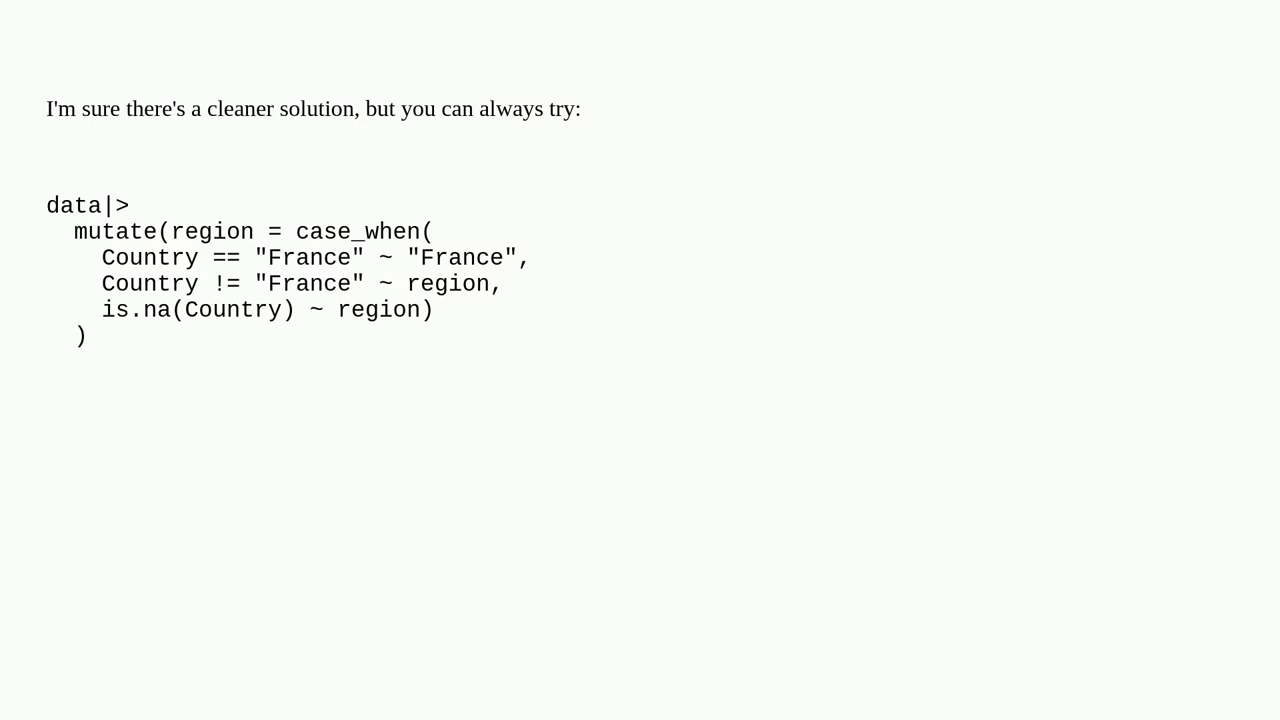 I'm sure there's a cleaner solution, but you can always try:
data|>
  mutate(region = case_when(
    Country == "France" ~ "France",
    Country != "France" ~ region,
    is.na(Country) ~ region)
  )